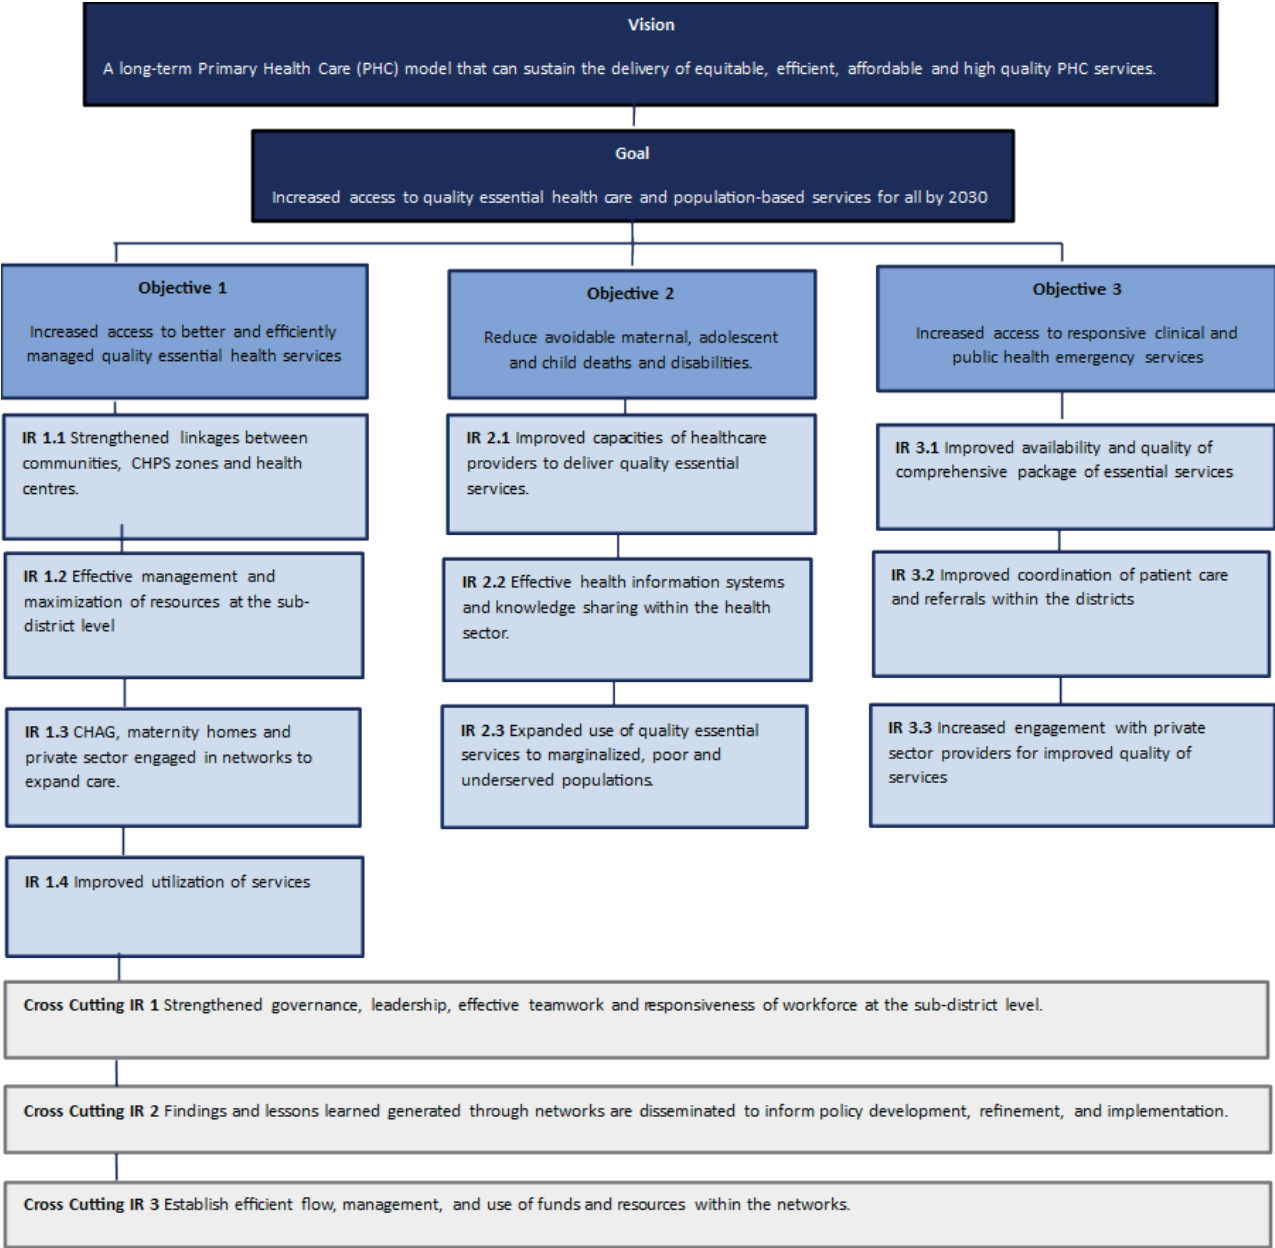 Vision
A long-term Primary Health Care (PHC) model that can sustain the delivery of equitable, efficient, affordable and high quality PHC services.
Goal
Increased access to quality essential health care and population-based services for all by 2030
Objective 1
Increased access to better and efficiently
managed quality essential health services
IR 1.1 Strengthened linkages between
communities, CHPS zones and health
centres.
IR 1.2 Effective management and
maximization of resources at the sub-
district level
IR 1.3 CHAG, maternity homes and
private sector engaged in networks to
expand care.
IR 1.4 Improved utilization of services
Objective 2
Reduce avoidable maternal, adolescent
and child deaths and disabilities.
IR 2.1 Improved capacities of healthcare
providers to deliver quality essential
services.
IR 2.2 Effective health information systems
and knowledge sharing within the health
sector.
IR 2.3 Expanded use of quality essential
services to marginalized, poor and
underserved populations.
Objective 3
Increased access to responsive clinical and
public health emergency services
IR 3.1 Improved availability and quality of
comprehensive package of essential services
IR 3.2 Improved coordination of patient care
and referrals within the districts
IR 3.3 Increased engagement with private
sector providers for improved quality of
services
Cross Cutting IR 1 Strengthened governance, leadership, effective teamwork and responsiveness of workforce at the sub-district level.
Cross Cutting IR 2 Findings and lessons learned generated through networks are disseminated to inform policy development, refinement, and implementation.
Cross Cutting IR 3 Establish efficient flow, management, and use of funds and resources within the networks.